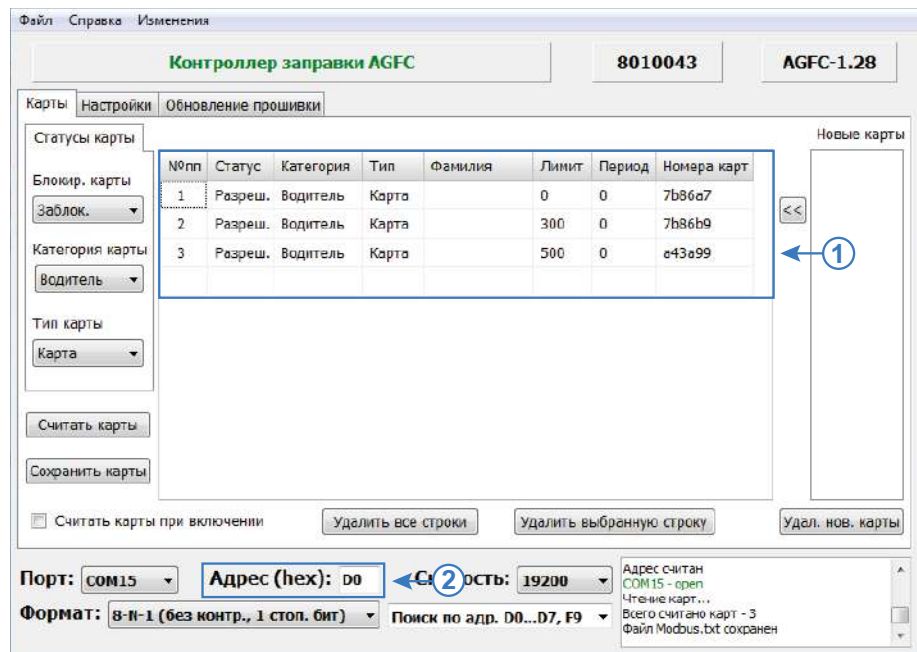 Файл Справка Изменения
Контроллер заправки AGFC 8010043 AGFC-1.28
Карты Настройки Обновление прошивки
Статусы карты
Новые карты
№пп Статус Категория Тип Фамилия Лимит Период Номера карт
Блокир. карты
1 Разреш. Водитель Карта 0 0 7b86a7
Заблок.
<<
2 Разреш. Водитель Карта 300 0 7b86b9
Категория карты
3 Разреш. Водитель Карта 500 0 a43a99
1
Водитель
Тип карты
Карта
Считать карты
Сохранить карты
Считать карты при включении Удалить все строки Удалить выбранную строку Удал. нов. карты
Порт: COM15 Адрес (hex): D0 2 19200
Формат: 8-N-1 (без контр., 1 стоп. бит) Поиск по адр. D0...D7, F9
Адрес считан
COM15 - open
Чтение карт...
Всего считано карт - 3
Файл Modbus.txt сохранен